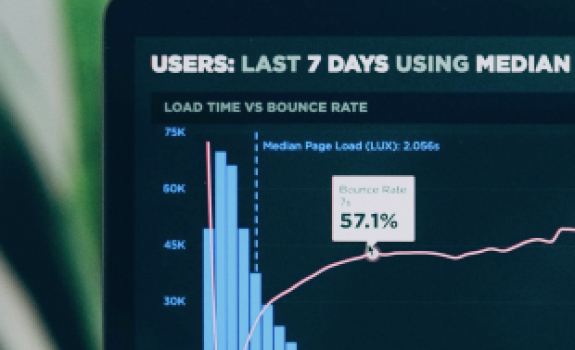 USERS: LAST 7 DAYS USING MEDIAN
LOAD TIME VS BOUNCE RATE
75K
Median Page Load (LUX): 2.056s
60K
Bounce Rate
7s
57.1%
45K
30K